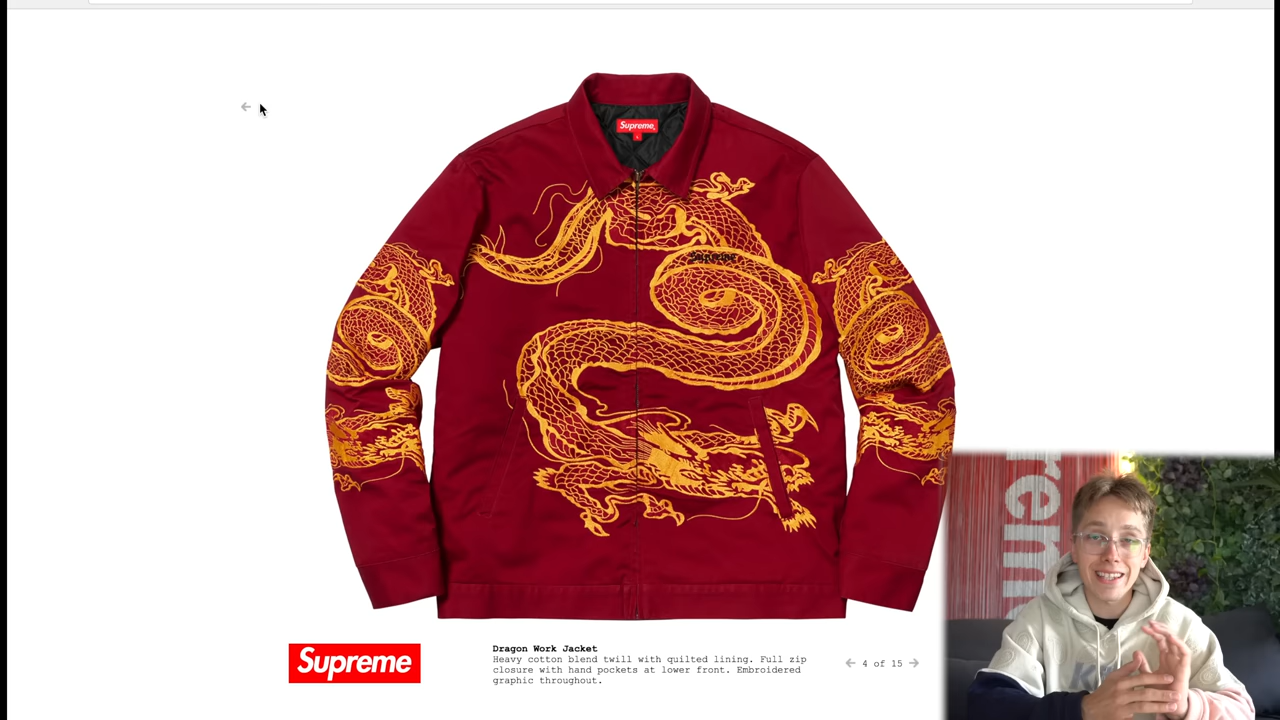 Supreme
Supreme
Supreme
Dragon Work Jacket
Heavy cotton blend twill with quilted lining. Full zip
closure with hand pockets at lower front. Embroidered
graphic throughout.
4 of 15